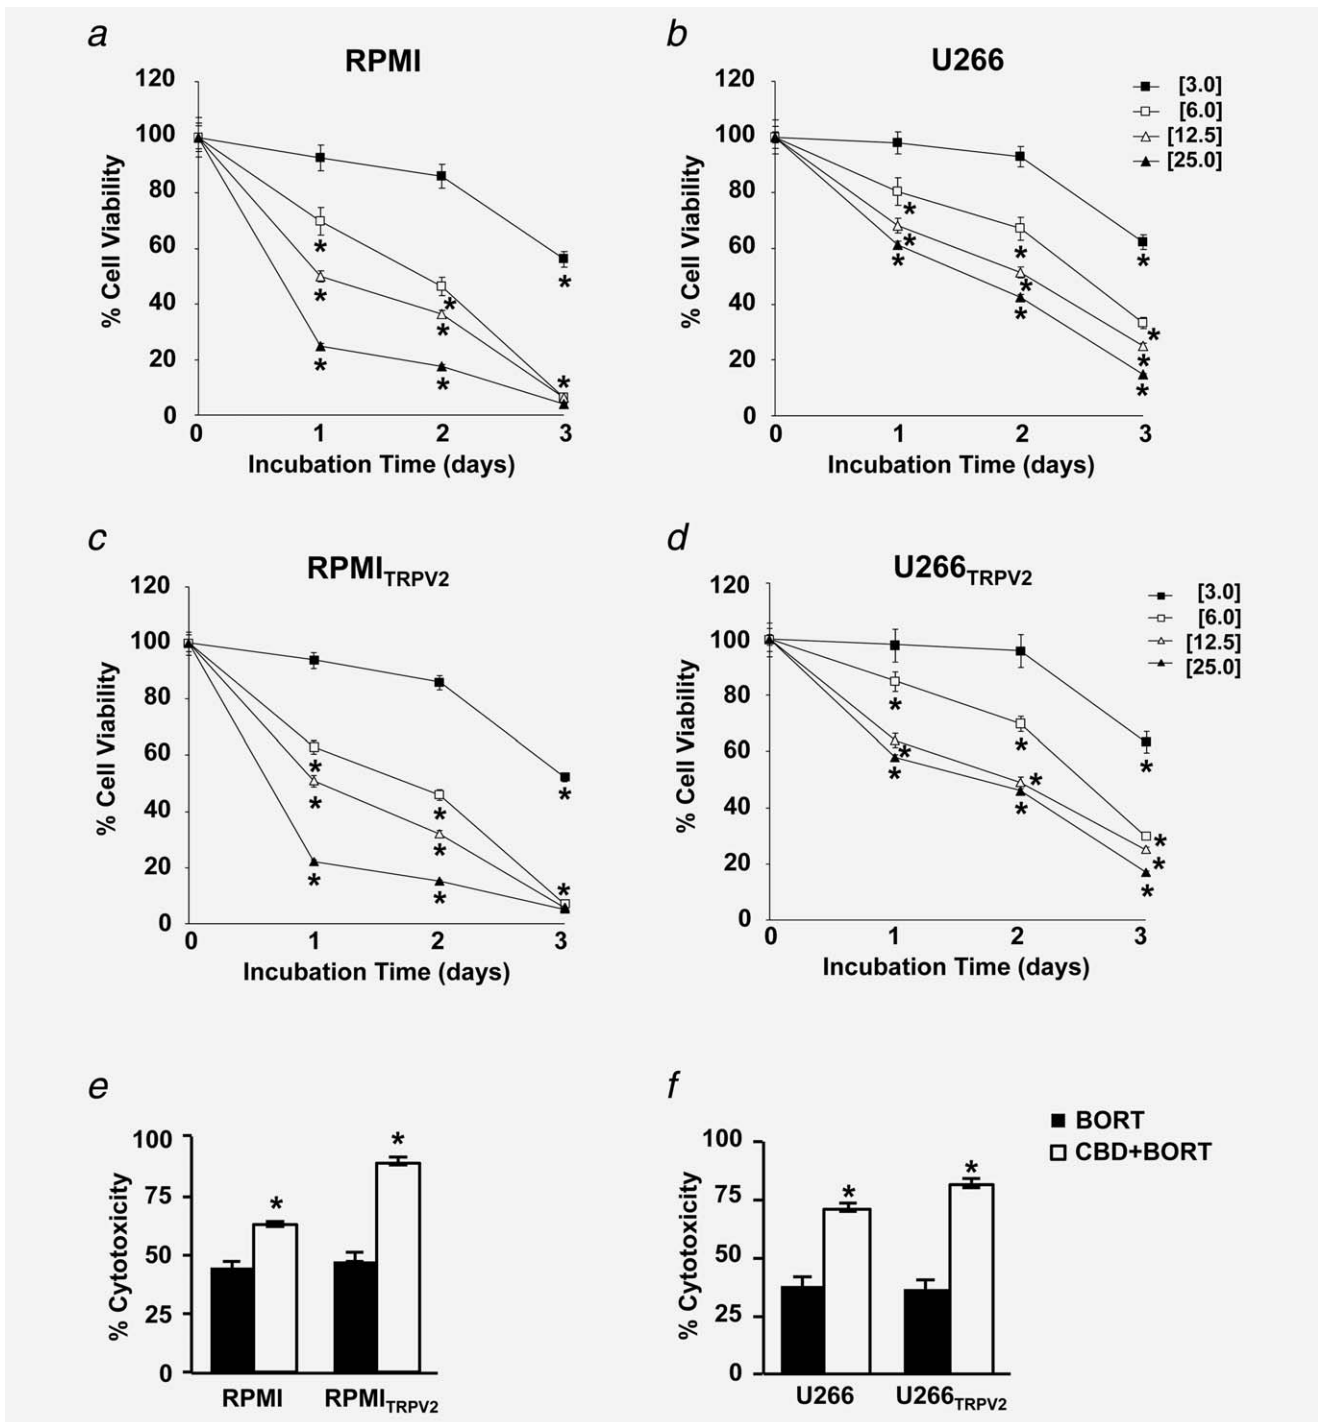 a
RPMI
120
100
80
60
40
20
0
% Cell Viability
0 1 2 3
Incubation Time (days)
* * * * * * * *
b
U266
120
100
80
60
40
20
0
% Cell Viability
0 1 2 3
Incubation Time (days)
* * * * * * * * * *
[3.0]
[6.0]
[12.5]
[25.0]
c
RPMITRPV2
120
100
80
60
40
20
0
% Cell Viability
0 1 2 3
Incubation Time (days)
* * * * * * * *
d
U266TRPV2
120
100
80
60
40
20
0
% Cell Viability
0 1 2 3
Incubation Time (days)
* * * * * * * * * *
[3.0]
[6.0]
[12.5]
[25.0]
e
100
75
50
25
0
% Cytotoxicity
* *
RPMI RPMITRPV2
f
100
75
50
25
0
% Cytotoxicity
* *
U266 U266TRPV2
BORT
CBD+BORT